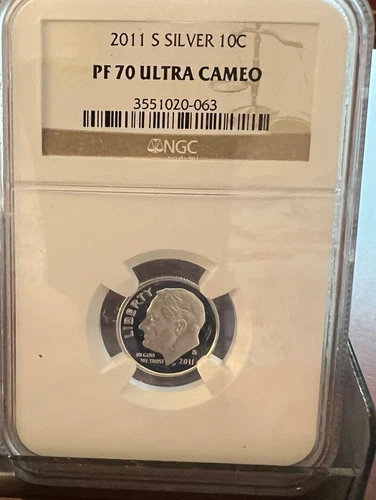 2011 S SILVER 10C
PF 70 ULTRA CAMEO
3551020-063
NGC
LIBERTY
IN GOD
WE TRUST
S
2011